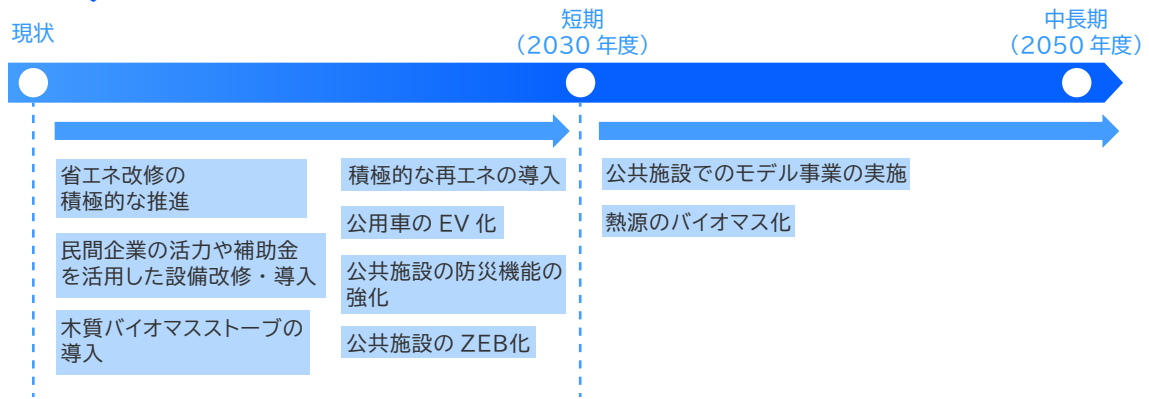 現状
短期
（2030 年度）
中長期
（2050 年度）
省エネ改修の
積極的な推進
民間企業の活力や補助金
を活用した設備改修・導入
木質バイオマスストーブの
導入
積極的な再エネの導入
公用車の EV 化
公共施設の防災機能の
強化
公共施設の ZEB化
公共施設でのモデル事業の実施
熱源のバイオマス化